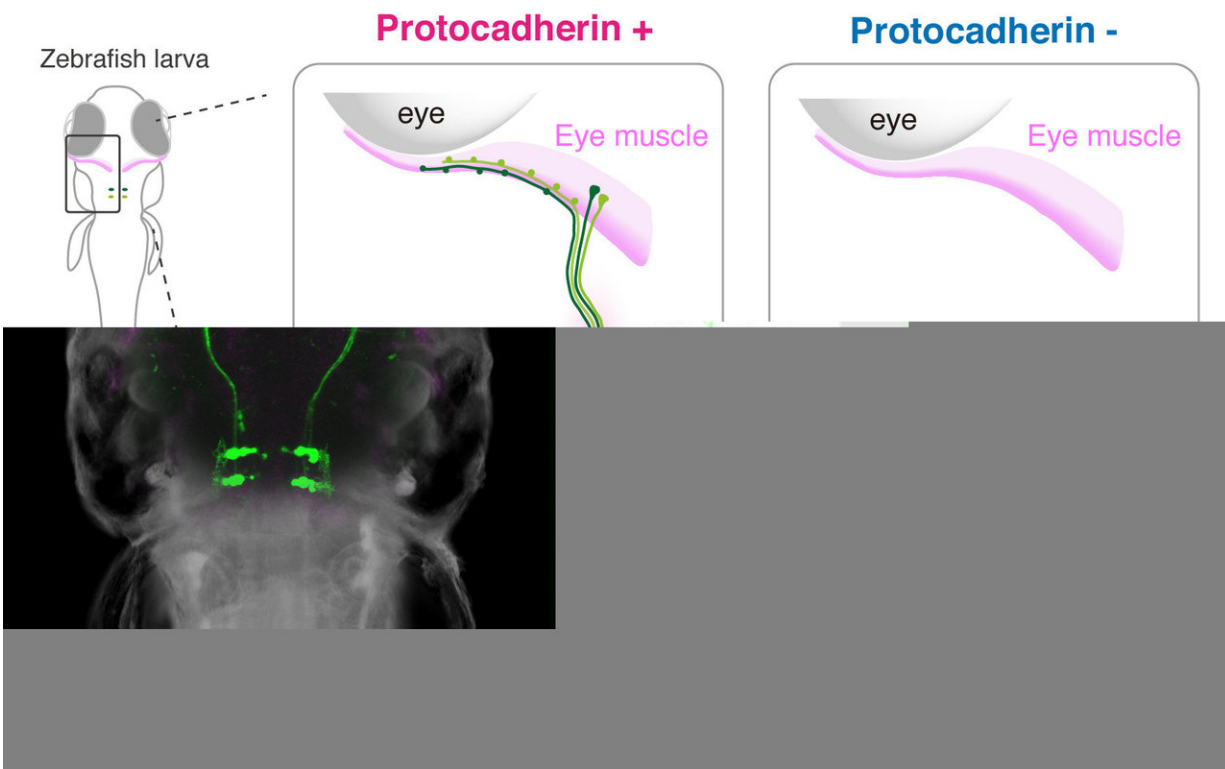 Protocadherin +
Protocadherin -
Zebrafish larva
eye
Eye muscle
eye
Eye muscle